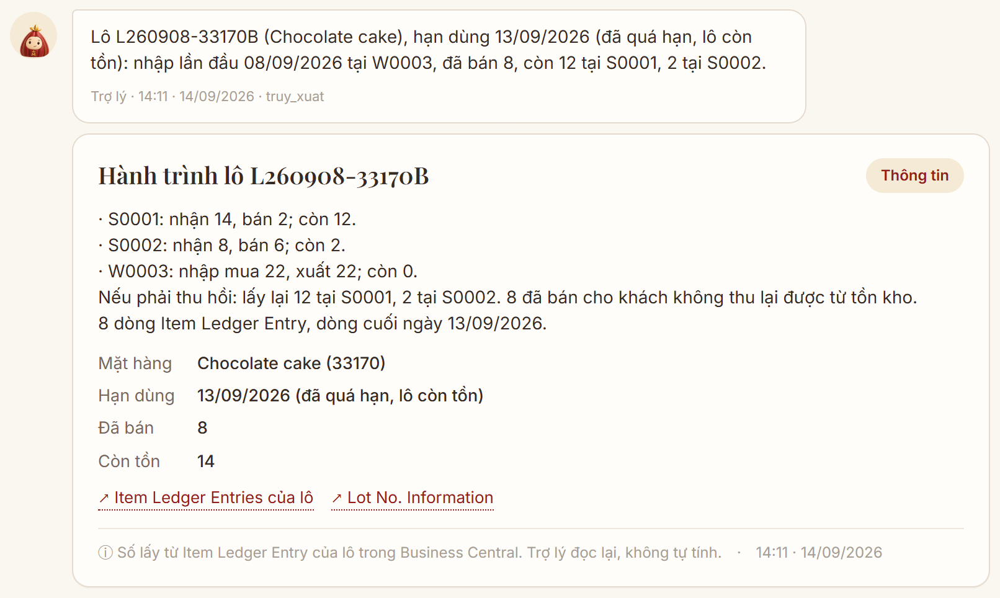 Lô L260908-33170B (Chocolate cake), hạn dùng 13/09/2026 (đã quá hạn, lô còn
tồn): nhập lần đầu 08/09/2026 tại W0003, đã bán 8, còn 12 tại S0001, 2 tại S0002.
Trợ lý · 14:11 · 14/09/2026 · truy_xuat
Hành trình lô L260908-33170B
Thông tin
· S0001: nhận 14, bán 2; còn 12.
· S0002: nhận 8, bán 6; còn 2.
· W0003: nhập mua 22, xuất 22; còn 0.
Nếu phải thu hồi: lấy lại 12 tại S0001, 2 tại S0002. 8 đã bán cho khách không thu lại được từ tồn kho.
8 dòng Item Ledger Entry, dòng cuối ngày 13/09/2026.
Mặt hàng Chocolate cake (33170)
Hạn dùng 13/09/2026 (đã quá hạn, lô còn tồn)
Đã bán 8
Còn tồn 14
↗ Item Ledger Entries của lô ↗ Lot No. Information
ⓘ Số lấy từ Item Ledger Entry của lô trong Business Central. Trợ lý đọc lại, không tự tính. · 14:11 · 14/09/2026